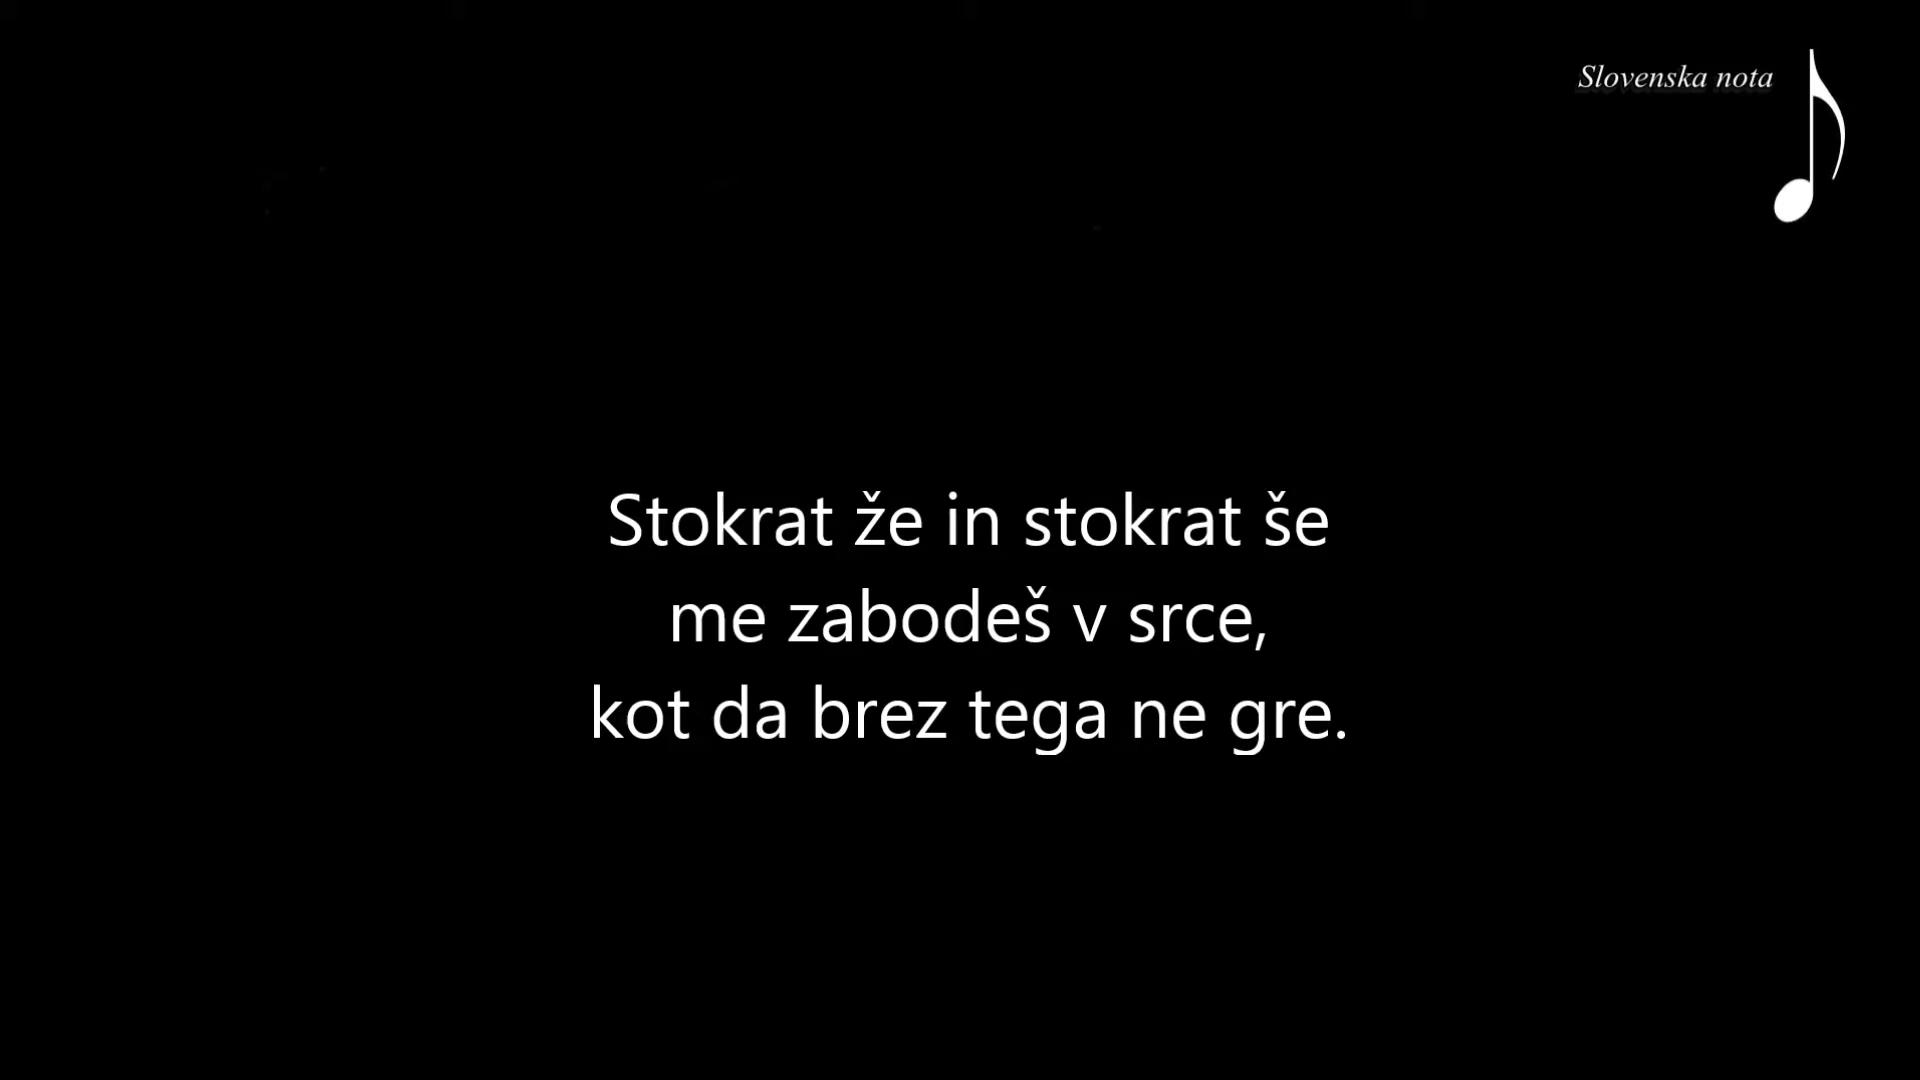 Slovenska nota
Stokrat že in stokrat še
me zabodeš v srce,
kot da brez tega ne gre.